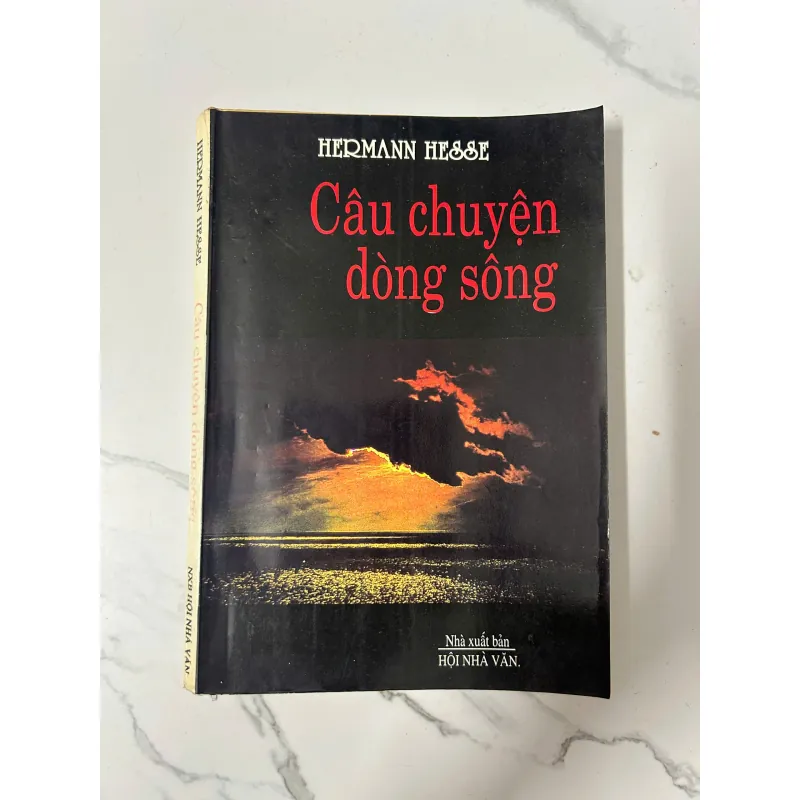 HERMANN HESSE
Câu chuyện
dòng sông
Nhà xuất bản
HỘI NHÀ VĂN.
HERMANN HESSE
Câu chuyện dòng sông
NXB HỘI NHÀ VĂN